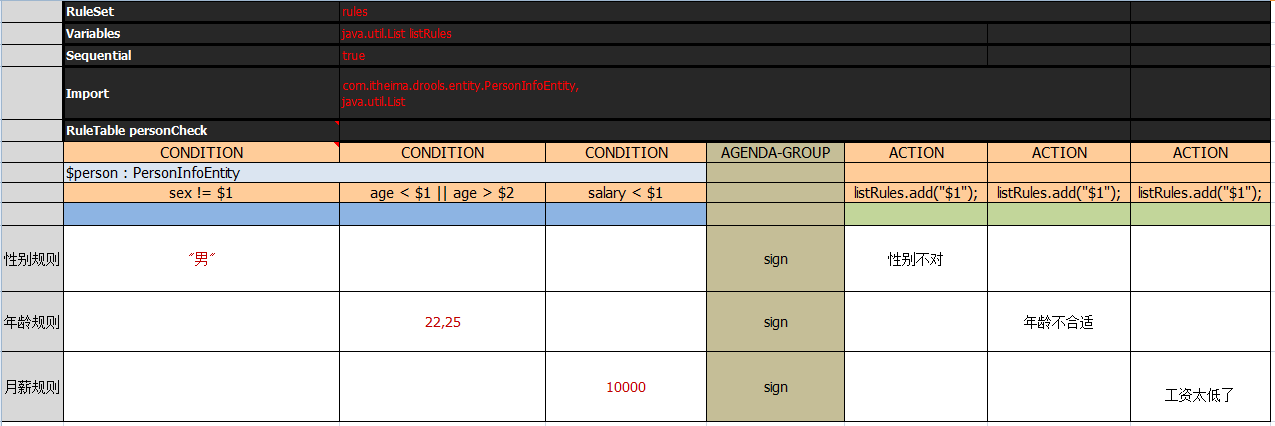 RuleSet rules
Variables java.util.List listRules
Sequential true
Import com.itheima.drools.entity.PersonInfoEntity,
java.util.List
RuleTable personCheck
CONDITION CONDITION CONDITION AGENDA-GROUP ACTION ACTION ACTION
$person : PersonInfoEntity
sex != $1 age < $1 || age > $2 salary < $1 listRules.add("$1"); listRules.add("$1"); listRules.add("$1");
性别规则 "男" sign 性别不对
年龄规则 22,25 sign 年龄不合适
月薪规则 10000 sign 工资太低了